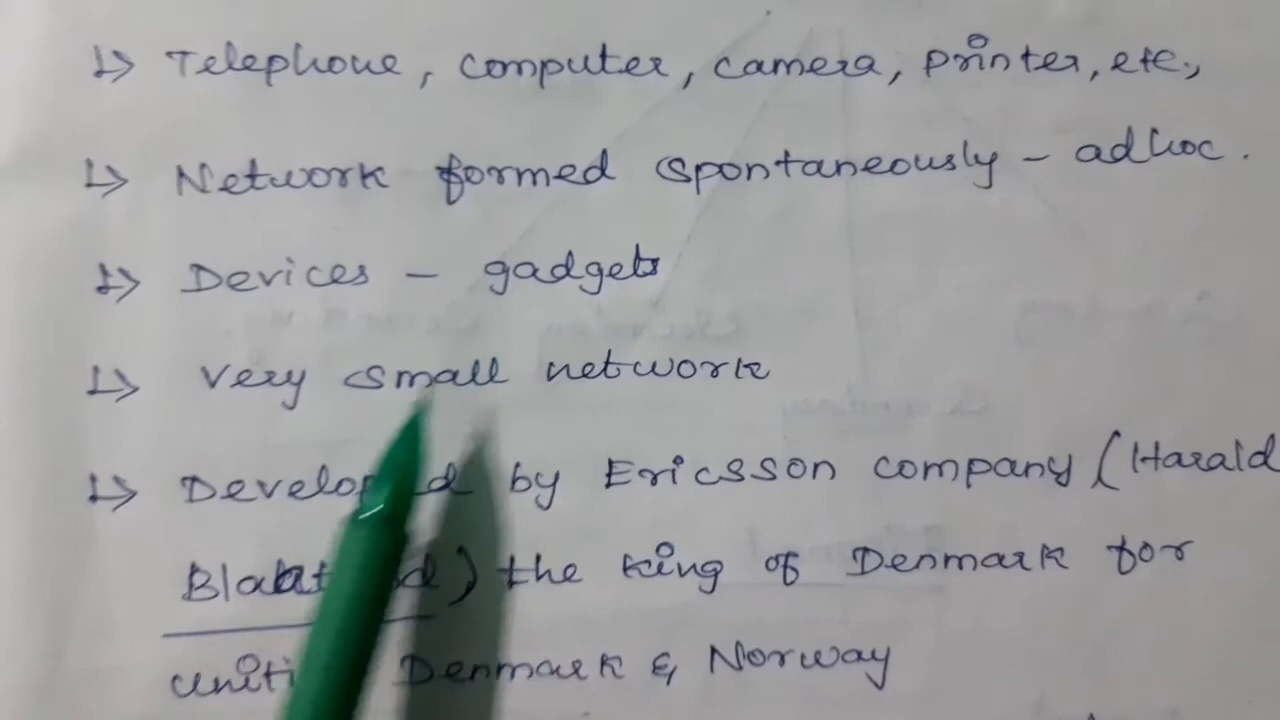 ↳ Telephone, computer, camera, printer, etc.,
↳ Network formed spontaneously - adhoc.
↳ Devices - gadgets
↳ Very small network
↳ by Ericsson company (Harald
) the king of Denmark for
Denmark & Norway